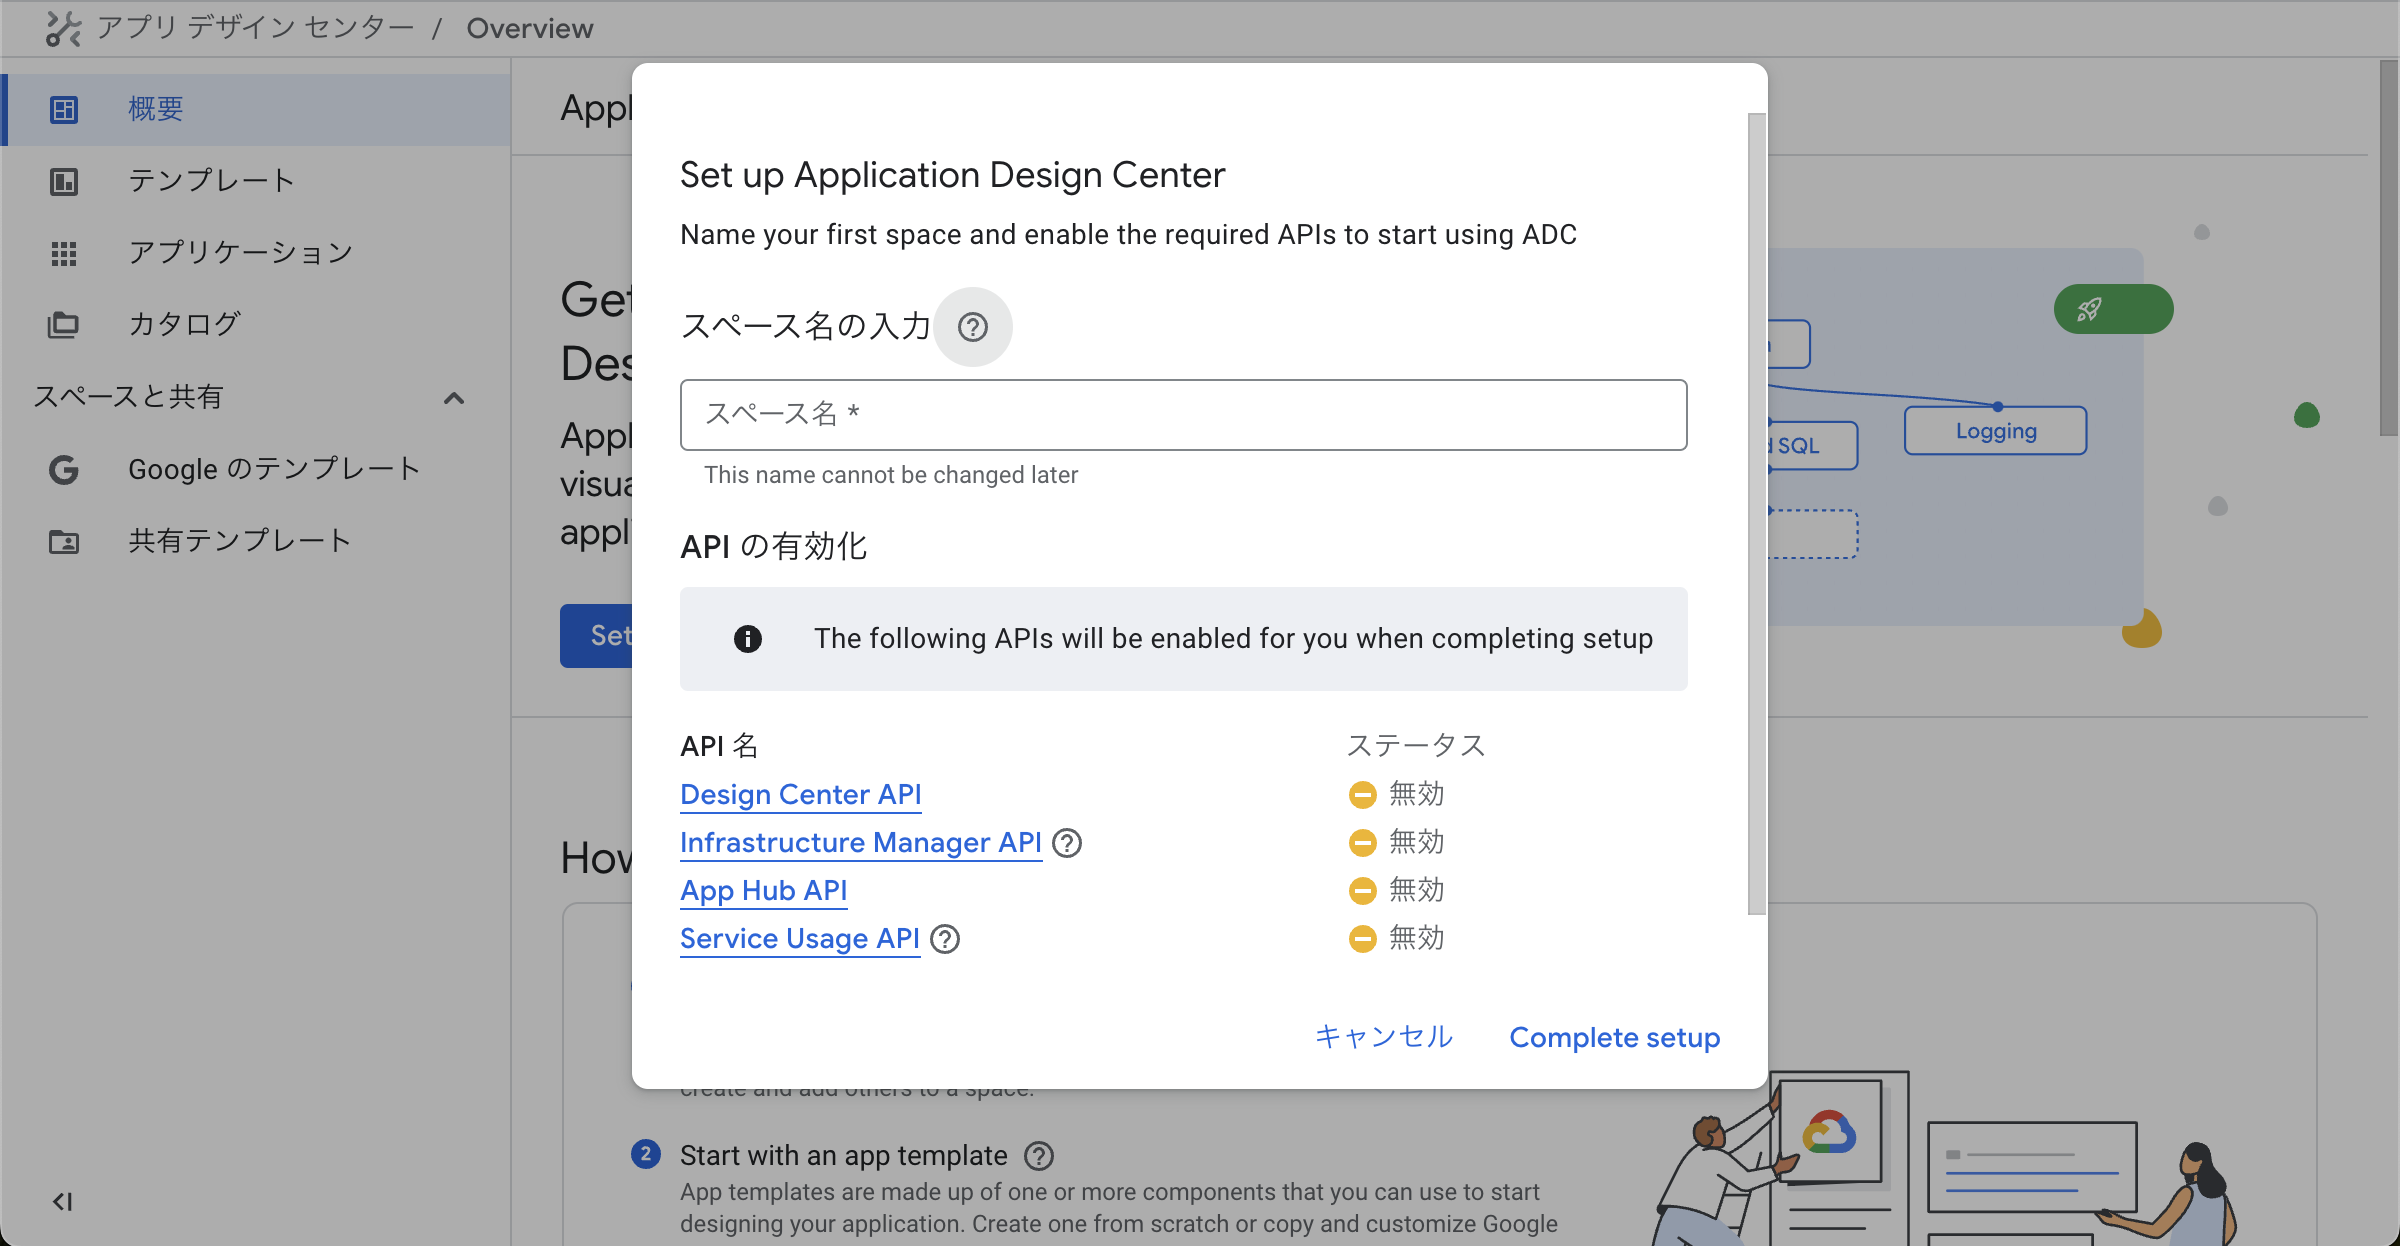 アプリ デザイン センター / Overview
概要
テンプレート
アプリケーション
カタログ
スペースと共有
Google のテンプレート
共有テンプレート
Set up Application Design Center
Name your first space and enable the required APIs to start using ADC
スペース名の入力
スペース名 *
This name cannot be changed later
API の有効化
The following APIs will be enabled for you when completing setup
API 名 ステータス
Design Center API 無効
Infrastructure Manager API 無効
App Hub API 無効
Service Usage API 無効
キャンセル Complete setup
Logging
SQL
create and add others to a space.
2 Start with an app template
App templates are made up of one or more components that you can use to start
designing your application. Create one from scratch or copy and customize Google